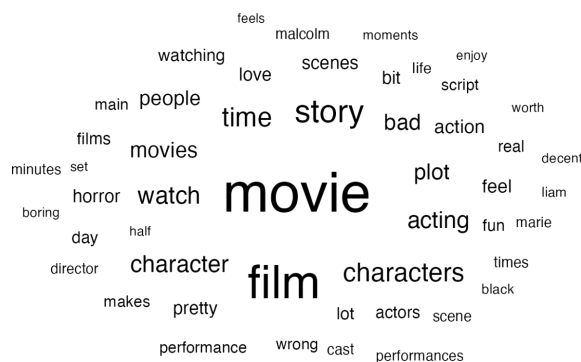 feels
malcolm
moments
watching
scenes
enjoy
love
bit
life
script
main
people
time
story
bad
action
worth
films
movies
real
decent
minutes
set
plot
horror
watch
movie
feel
liam
boring
acting
fun
marie
day
half
director
character
film
characters
times
black
makes
pretty
lot
actors
scene
performance
wrong
cast
performances